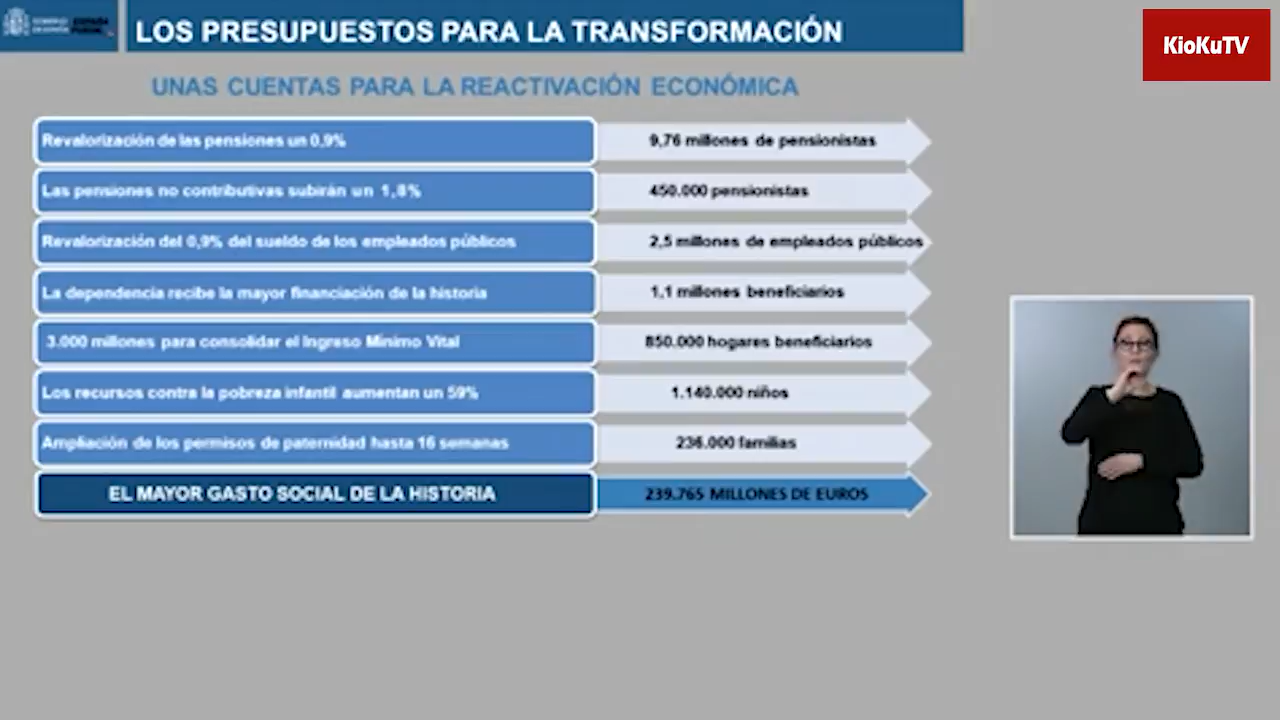 LOS PRESUPUESTOS PARA LA TRANSFORMACIÓN
KioKuTV
UNAS CUENTAS PARA LA REACTIVACIÓN ECONÓMICA
Revalorización de las pensiones un 0,9%
9,76 millones de pensionistas
Las pensiones no contributivas subirán un 1,8%
450.000 pensionistas
Revalorización del 0,9% del sueldo de los empleados públicos
2,5 millones de empleados públicos
La dependencia recibe la mayor financiación de la historia
1,1 millones beneficiarios
3.000 millones para consolidar el Ingreso Mínimo Vital
850.000 hogares beneficiarios
Los recursos contra la pobreza infantil aumentan un 59%
1.140.000 niños
Ampliación de los permisos de paternidad hasta 16 semanas
236.000 familias
EL MAYOR GASTO SOCIAL DE LA HISTORIA
239.765 MILLONES DE EUROS